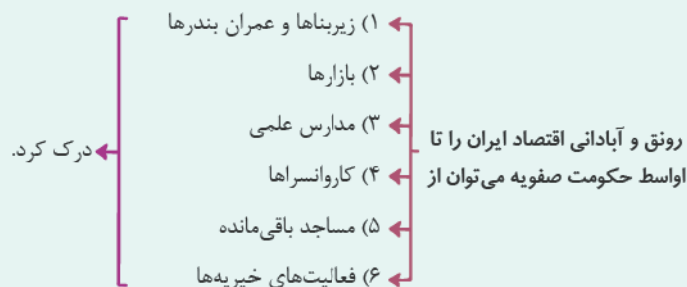 رونق و آبادانی اقتصاد ایران را تا
اواسط حکومت صفویه می‌توان از
۱) زیربناها و عمران بندرها
۲) بازارها
۳) مدارس علمی
۴) کاروانسراها
۵) مساجد باقی‌مانده
۶) فعالیت‌های خیریه‌ها
درک کرد.